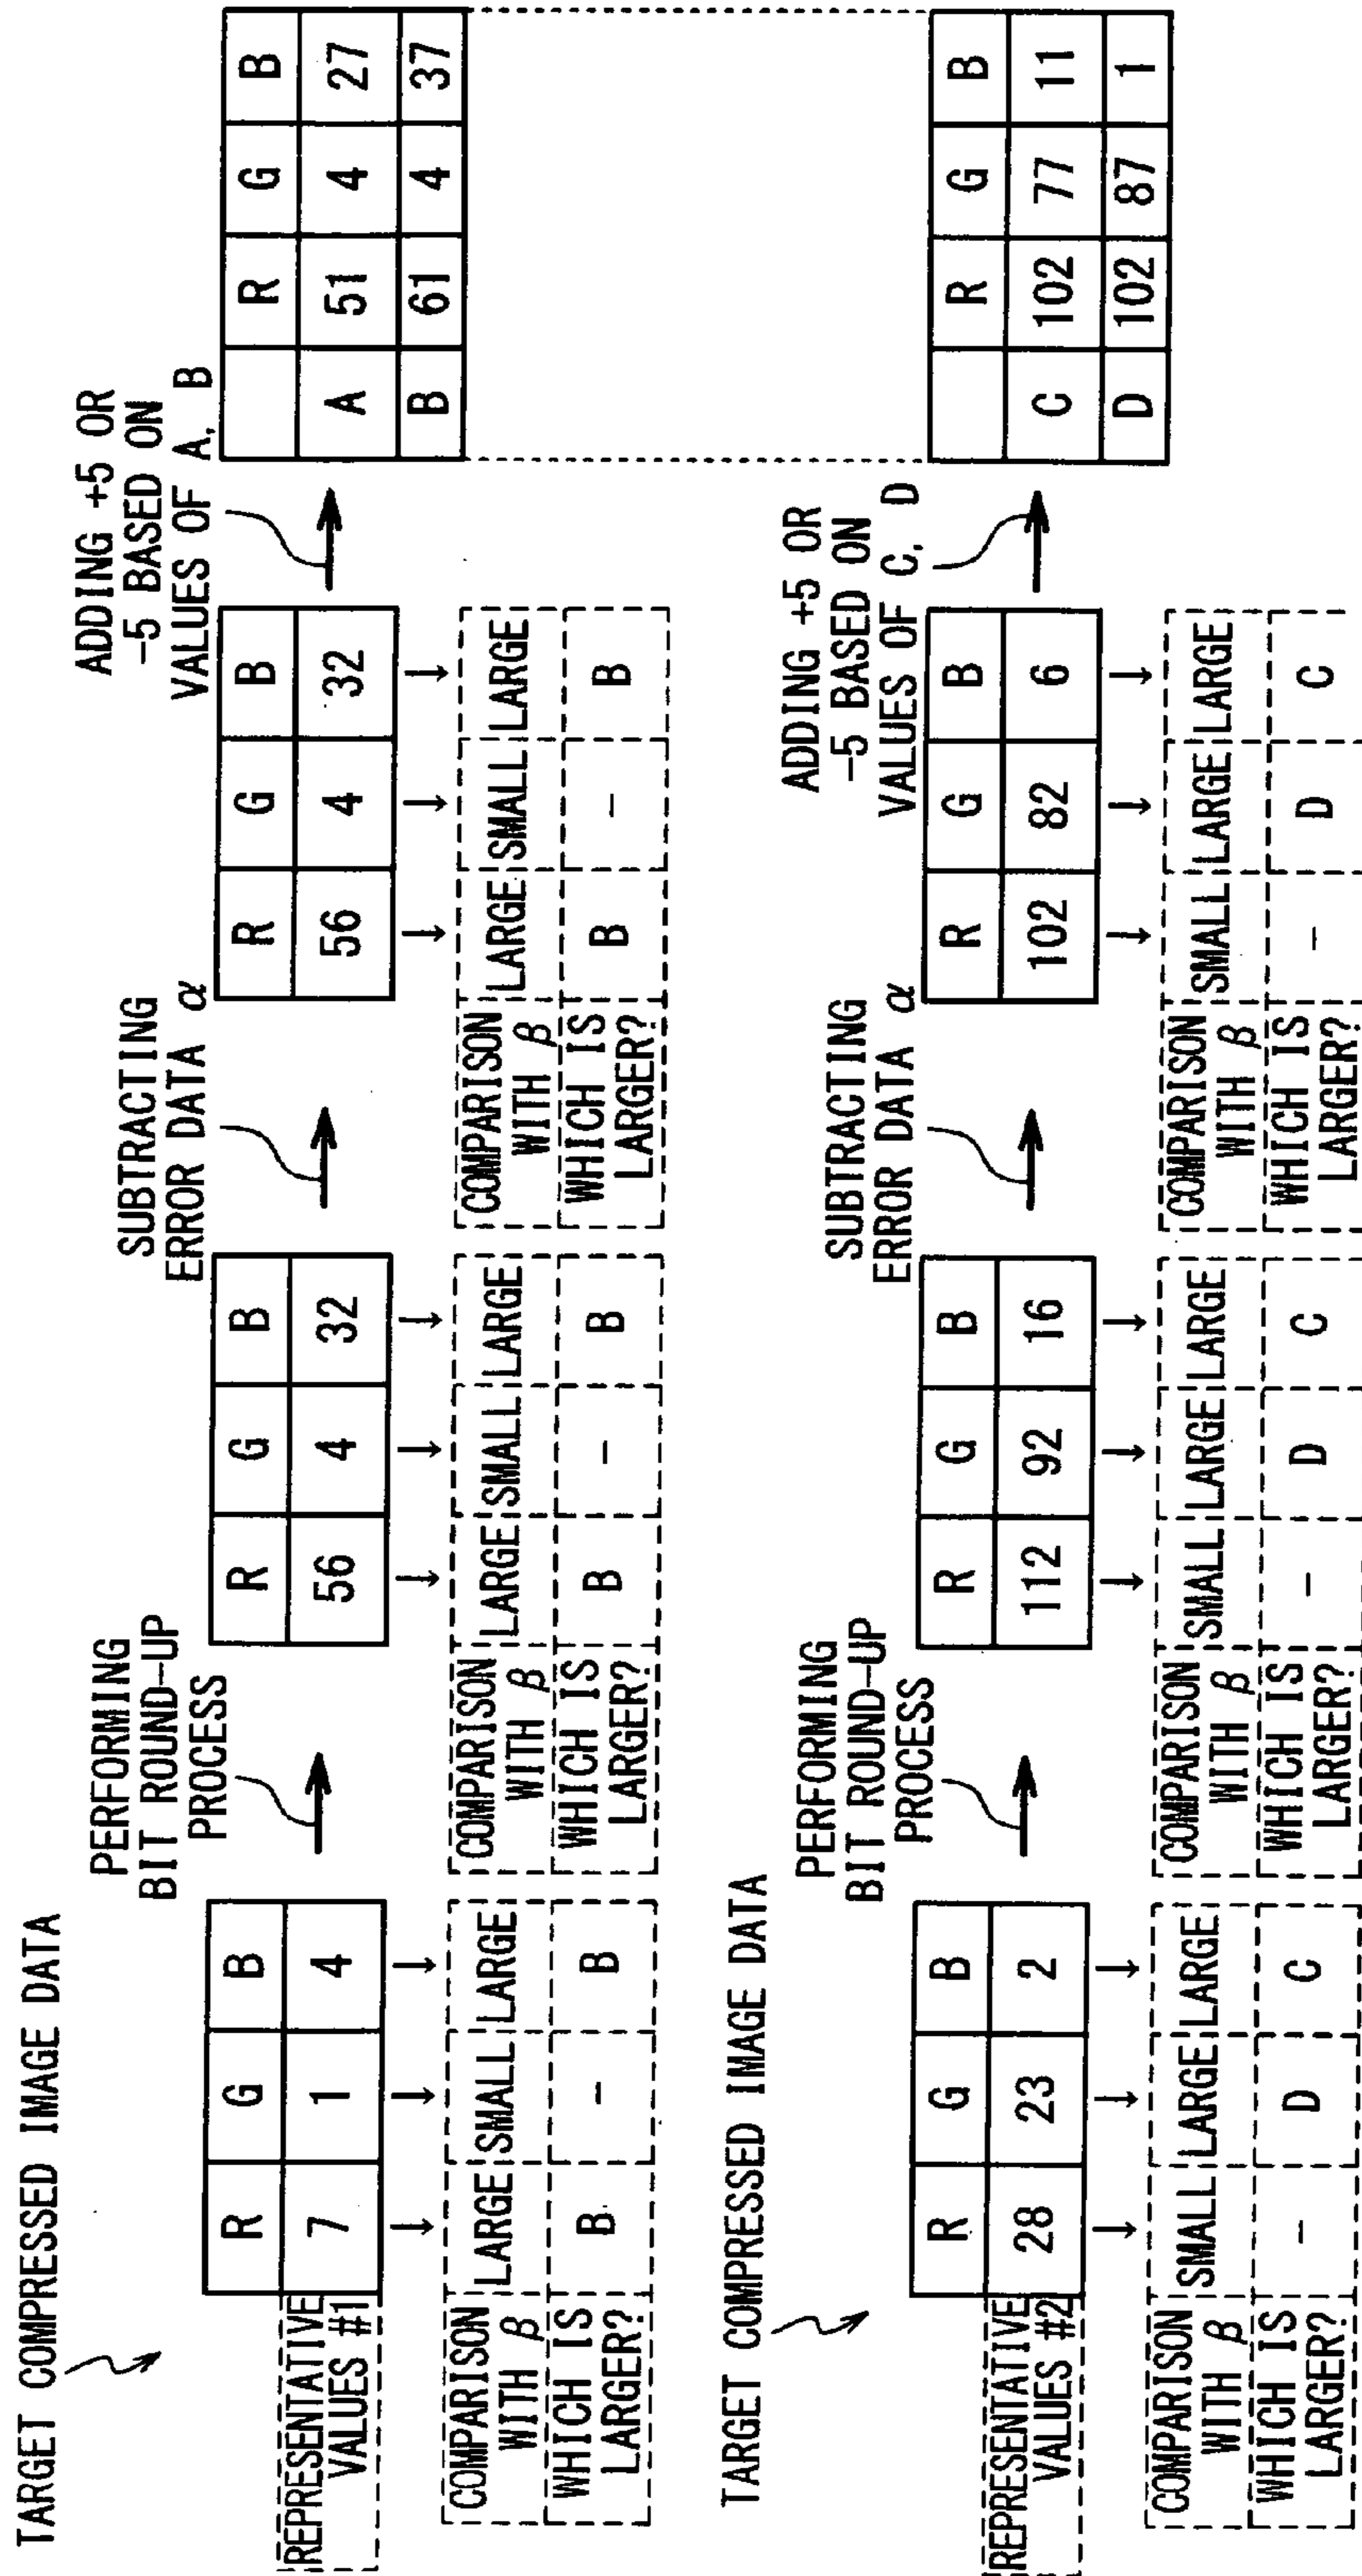 TARGET COMPRESSED IMAGE DATA
REPRESENTATIVE
VALUES #1
R G B
7 1 4
COMPARISON
WITH β
LARGE SMALL LARGE
WHICH IS
LARGER?
B - B
PERFORMING
BIT ROUND-UP
PROCESS
R G B
56 4 32
COMPARISON
WITH β
LARGE SMALL LARGE
WHICH IS
LARGER?
B - B
SUBTRACTING
ERROR DATA α
R G B
56 4 32
COMPARISON
WITH β
LARGE SMALL LARGE
WHICH IS
LARGER?
B - B
ADDING +5 OR
-5 BASED ON
VALUES OF A, B
R G B
A 51 4 27
B 61 4 37
TARGET COMPRESSED IMAGE DATA
REPRESENTATIVE
VALUES #2
R G B
28 23 2
COMPARISON
WITH β
SMALL LARGE LARGE
WHICH IS
LARGER?
- D C
PERFORMING
BIT ROUND-UP
PROCESS
R G B
112 92 16
COMPARISON
WITH β
SMALL LARGE LARGE
WHICH IS
LARGER?
- D C
SUBTRACTING
ERROR DATA α
R G B
102 82 6
COMPARISON
WITH β
SMALL LARGE LARGE
WHICH IS
LARGER?
- D C
ADDING +5 OR
-5 BASED ON
VALUES OF C, D
R G B
C 102 77 11
D 102 87 1